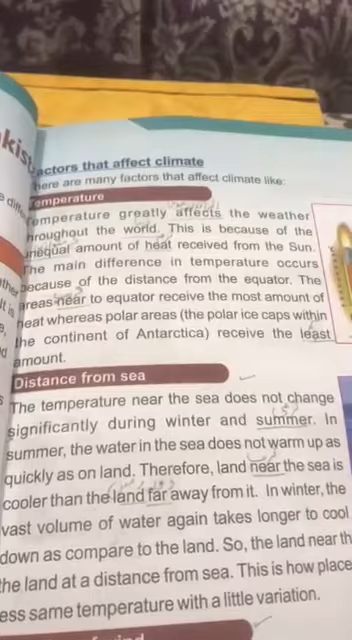 kist
actors that affect climate
here are many factors that affect climate like:
Temperature
Temperature greatly affects the weather
hroughout the world. This is because of the
unequal amount of heat received from the Sun.
The main difference in temperature occurs
because of the distance from the equator. The
areas near to equator receive the most amount of
heat whereas polar areas (the polar ice caps within
the continent of Antarctica) receive the least
amount.
Distance from sea
The temperature near the sea does not change
significantly during winter and summer. In
summer, the water in the sea does not warm up as
quickly as on land. Therefore, land near the sea is
cooler than the land far away from it. In winter, the
vast volume of water again takes longer to cool
down as compare to the land. So, the land near th
the land at a distance from sea. This is how place
ess same temperature with a little variation.